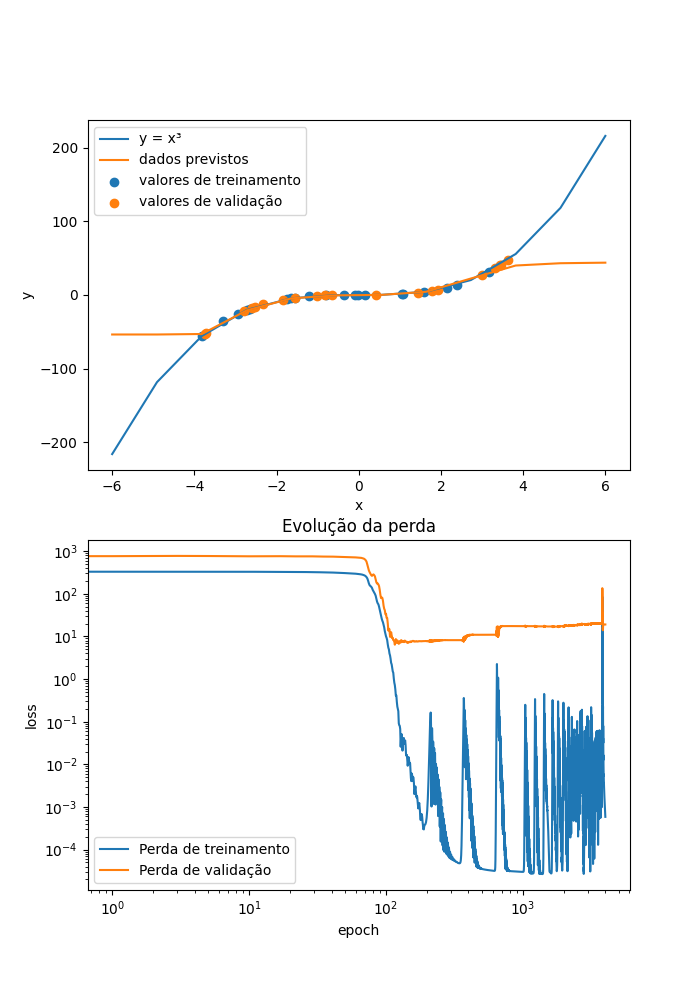 y = x³
dados previstos
valores de treinamento
valores de validação
200
100
0
−100
−200
y
−6 −4 −2 0 2 4 6
x
Evolução da perda
10³
10²
10¹
10⁰
10⁻¹
10⁻²
10⁻³
10⁻⁴
loss
Perda de treinamento
Perda de validação
10⁰ 10¹ 10² 10³
epoch